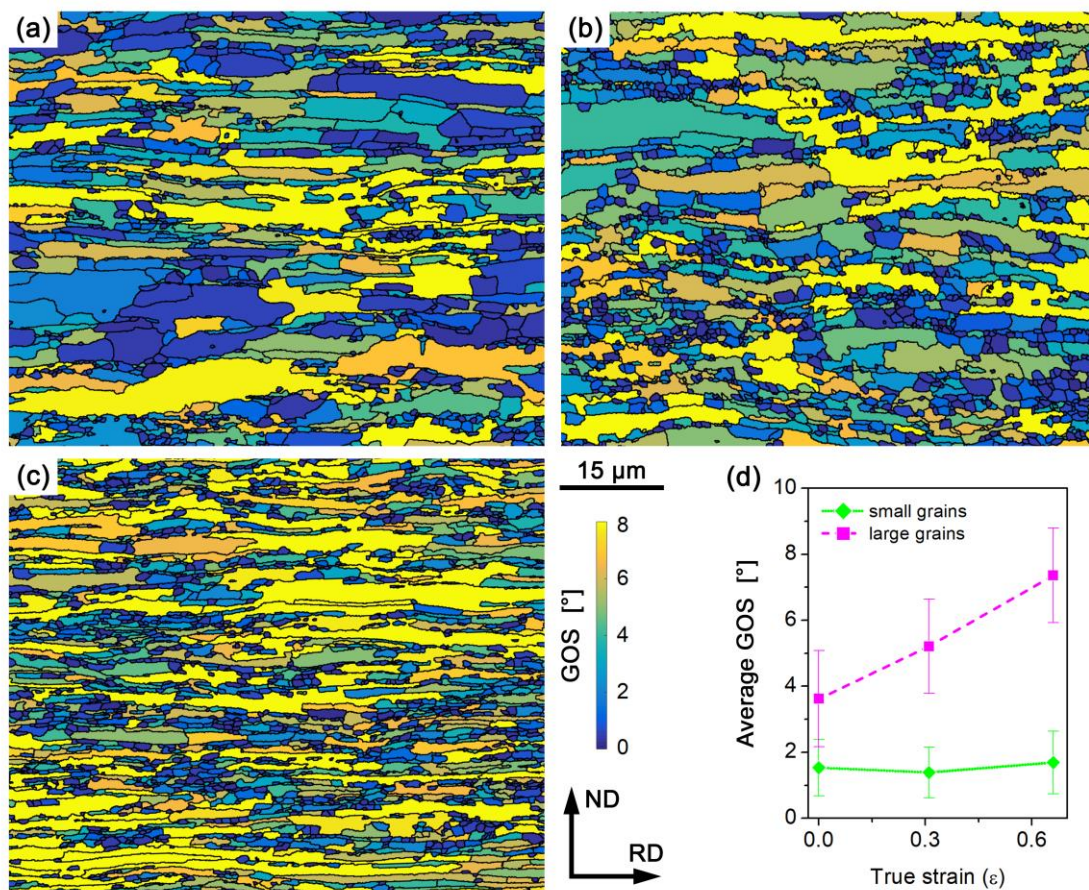 (a)
(b)
(c)
15 µm
8
6
4
2
0
GOS [°]
ND
RD
(d)
10
8
6
4
2
0
Average GOS [°]
small grains
large grains
0.0
0.3
0.6
True strain (ε)